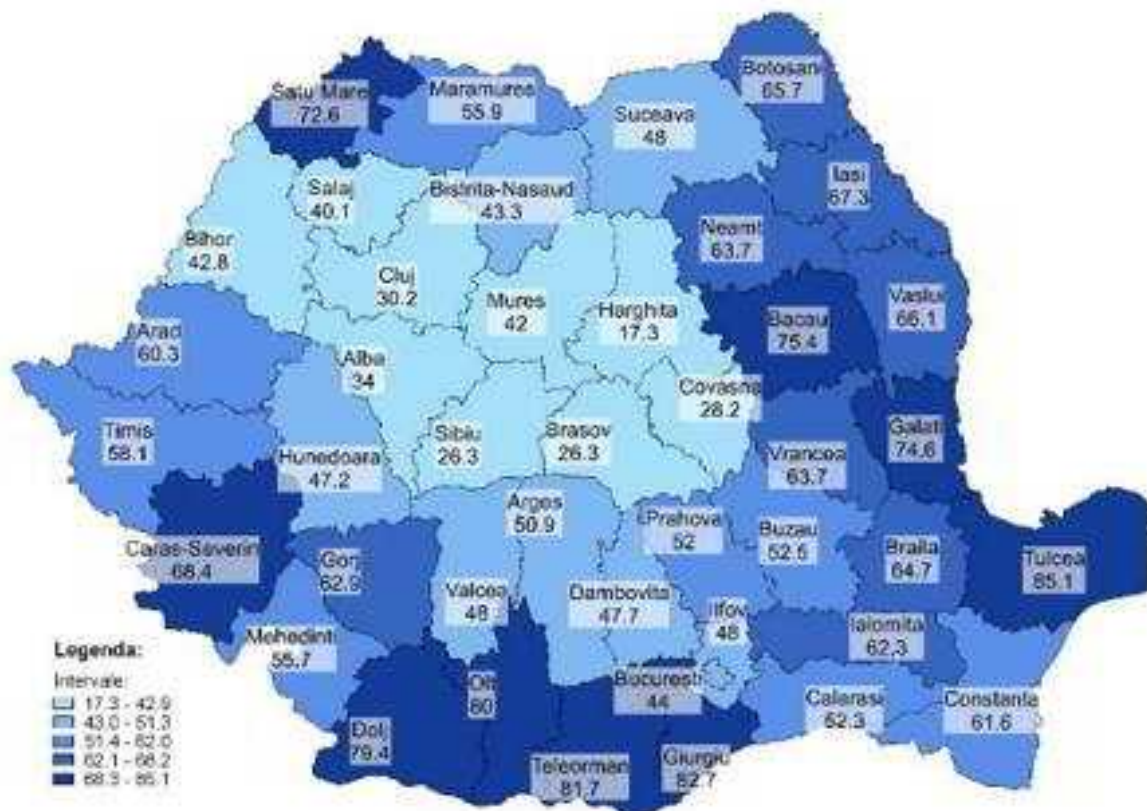 Satu Mare
72.6
Maramures
55.9
Suceava
48
Botosani
65.7
Iasi
67.3
Salaj
40.1
Bistrita-Nasaud
43.3
Neamt
63.7
Bihor
42.8
Cluj
30.2
Mures
42
Harghita
17.3
Bacau
75.4
Vaslui
66.1
Arad
60.3
Alba
34
Covasna
28.2
Timis
58.1
Hunedoara
47.2
Sibiu
26.3
Brasov
26.3
Vrancea
63.7
Galati
74.6
Caras-Severin
68.4
Gorj
62.9
Arges
50.9
Prahova
52
Buzau
52.5
Braila
64.7
Tulcea
85.1
Valcea
48
Dambovita
47.7
Ilfov
48
Ialomita
62.3
Mehedinti
55.7
Olt
80
Bucuresti
44
Calarasi
Constanta
61.6
Dolj
79.4
Teleorman
81.7
Giurgiu
82.7
Legenda:
Intervale:
17.3 - 42.9
43.0 - 51.3
51.4 - 62.0
62.1 - 68.2
68.3 - 85.1